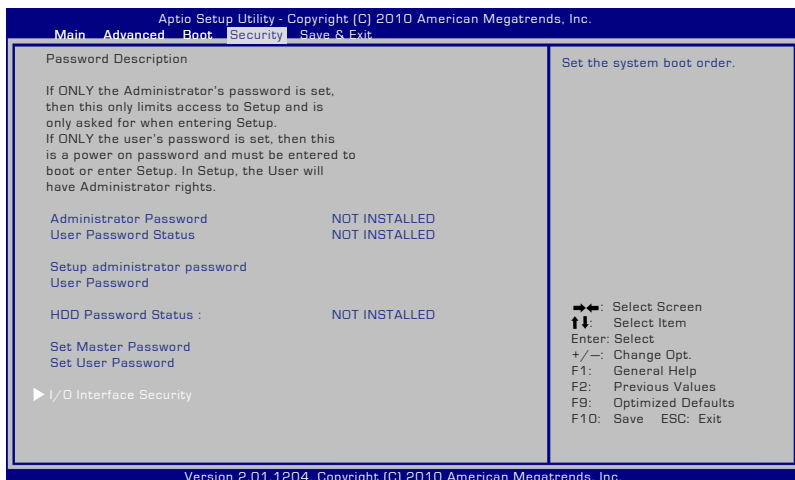 Aptio Setup Utility - Copyright (C) 2010 American Megatrends, Inc.
Main Advanced Boot Security Save & Exit
Password Description
If ONLY the Administrator's password is set,
then this only limits access to Setup and is
only asked for when entering Setup.
If ONLY the user's password is set, then this
is a power on password and must be entered to
boot or enter Setup. In Setup, the User will
have Administrator rights.
Administrator Password NOT INSTALLED
User Password Status NOT INSTALLED
Setup administrator password
User Password
HDD Password Status : NOT INSTALLED
Set Master Password
Set User Password
▶ I/O Interface Security
Set the system boot order.
→←: Select Screen
↑↓: Select Item
Enter: Select
+/—: Change Opt.
F1: General Help
F2: Previous Values
F9: Optimized Defaults
F10: Save ESC: Exit
Version 2.01.1204. Copyright (C) 2010 American Megatrends, Inc.